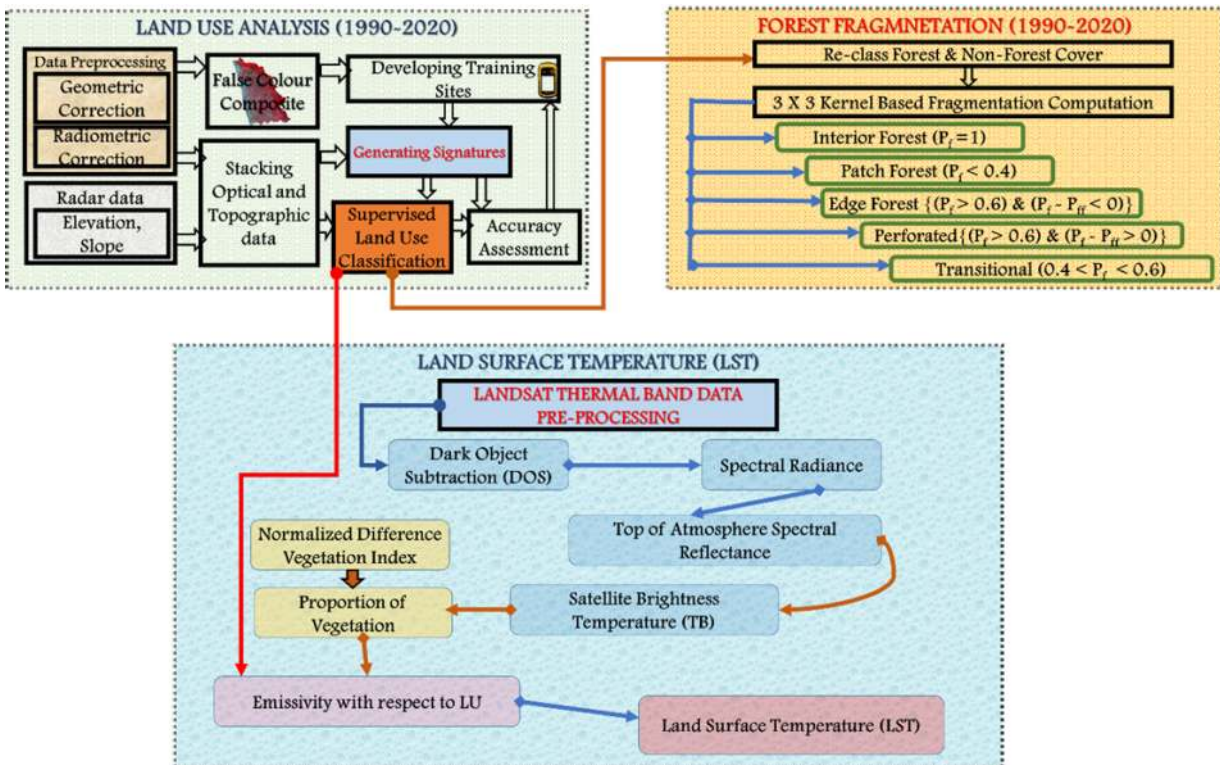 LAND USE ANALYSIS (1990-2020)
Data Preprocessing
Geometric
Correction
Radiometric
Correction
Radar data
Elevation,
Slope
False Colour
Composite
Stacking
Optical and
Topographic
data
Developing Training
Sites
Generating Signatures
Supervised
Land Use
Classification
Accuracy
Assessment
FOREST FRAGMNETATION (1990-2020)
Re-class Forest & Non-Forest Cover
3 X 3 Kernel Based Fragmentation Computation
Interior Forest (Pf = 1)
Patch Forest (Pf < 0.4)
Edge Forest {(Pf > 0.6) & (Pf - Pff < 0)}
Perforated{(Pf > 0.6) & (Pf - Pff > 0)}
Transitional (0.4 < Pf < 0.6)
LAND SURFACE TEMPERATURE (LST)
LANDSAT THERMAL BAND DATA
PRE-PROCESSING
Dark Object
Subtraction (DOS)
Spectral Radiance
Top of Atmosphere Spectral
Reflectance
Normalized Difference
Vegetation Index
Proportion of
Vegetation
Satellite Brightness
Temperature (TB)
Emissivity with respect to LU
Land Surface Temperature (LST)